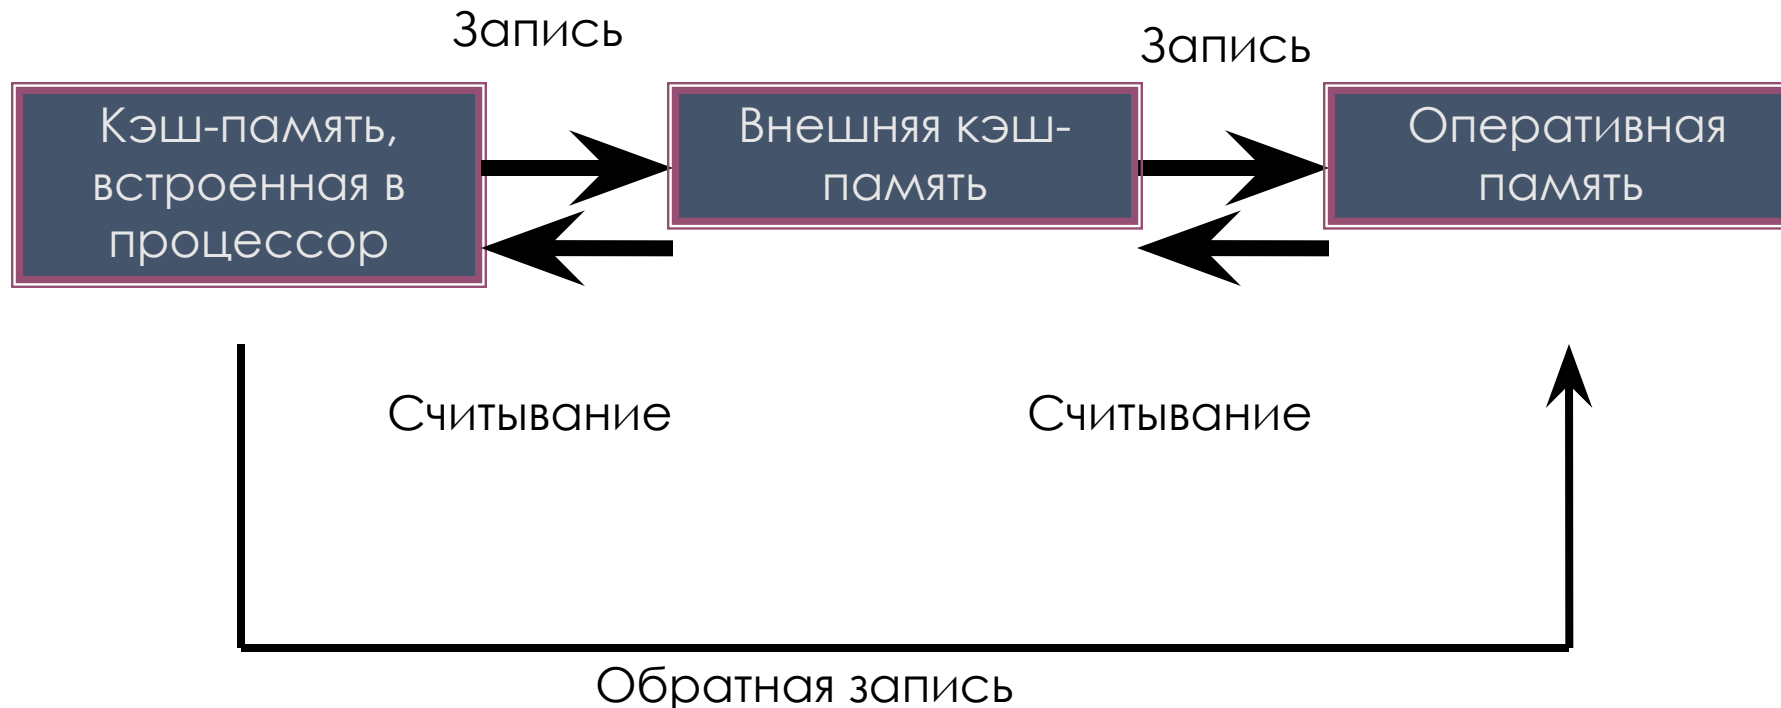 Запись
Запись
Кэш-память,
встроенная в
процессор
Внешняя кэш-
память
Оперативная
память
Считывание
Считывание
Обратная запись